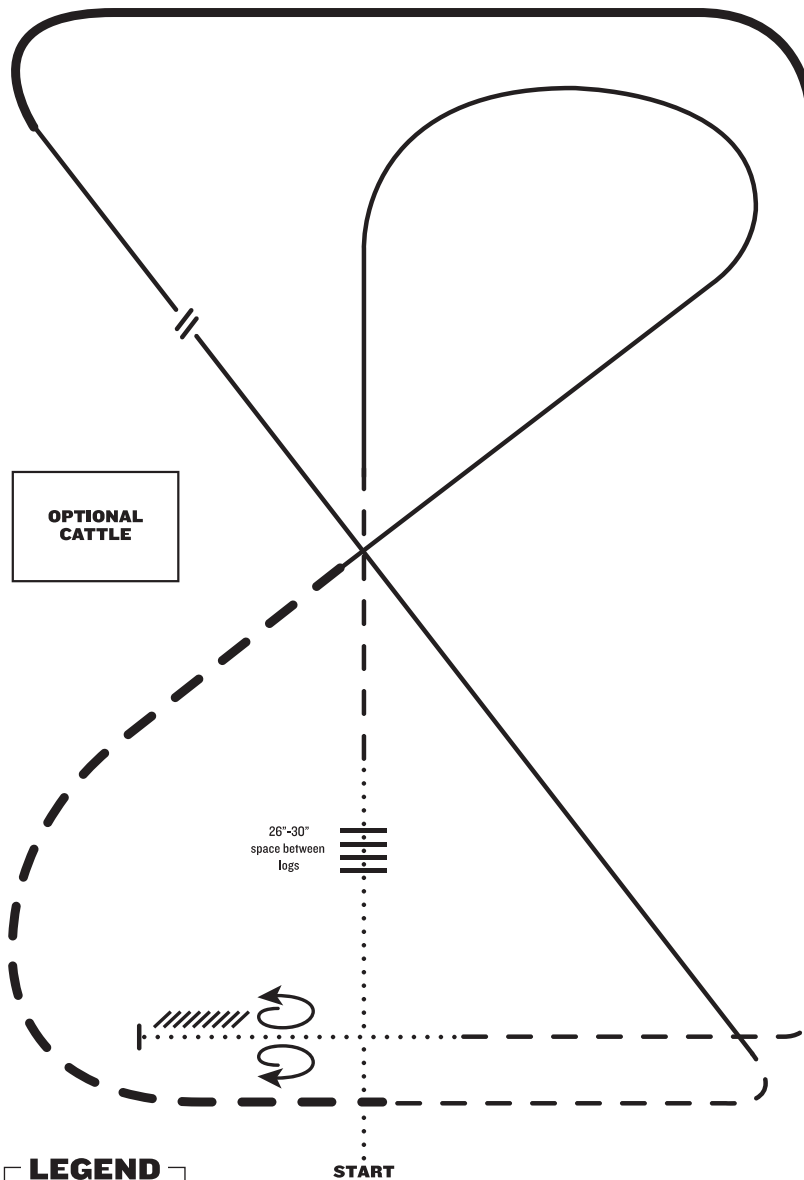 OPTIONAL
CATTLE
26”-30”
space between
logs
LEGEND
START